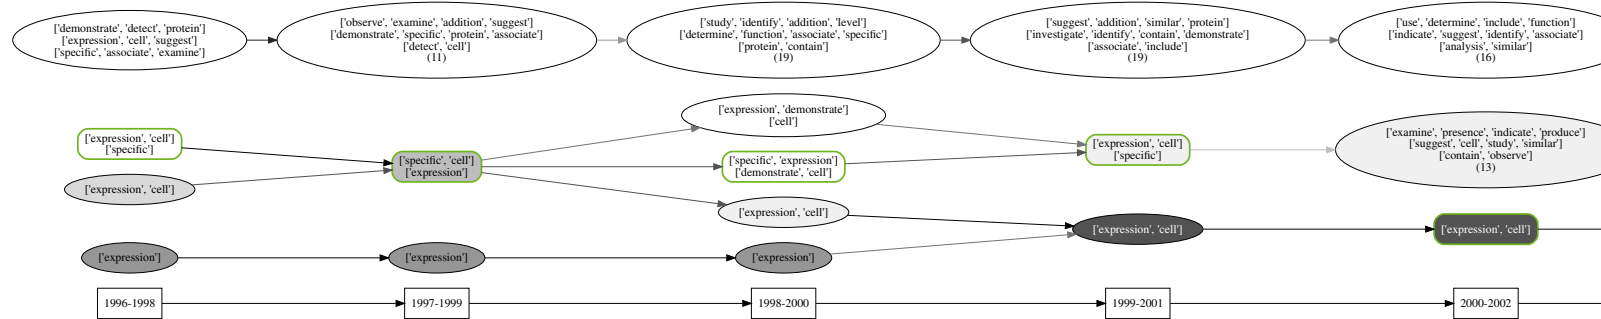 ['demonstrate', 'detect', 'protein']
['expression', 'cell', 'suggest']
['specific', 'associate', 'examine']
['observe', 'examine', 'addition', 'suggest']
['demonstrate', 'specific', 'protein', 'associate']
['detect', 'cell']
(11)
['study', 'identify', 'addition', 'level']
['determine', 'function', 'associate', 'specific']
['protein', 'contain']
(19)
['suggest', 'addition', 'similar', 'protein']
['investigate', 'identify', 'contain', 'demonstrate']
['associate', 'include']
(19)
['use', 'determine', 'include', 'function']
['indicate', 'suggest', 'identify', 'associate']
['analysis', 'similar']
(16)
['expression', 'cell']
['specific']
['expression', 'cell']
['specific', 'cell']
['expression']
['expression', 'demonstrate']
['cell']
['specific', 'expression']
['demonstrate', 'cell']
['expression', 'cell']
['expression', 'cell']
['specific']
['examine', 'presence', 'indicate', 'produce']
['suggest', 'cell', 'study', 'similar']
['contain', 'observe']
(13)
['expression', 'cell']
['expression', 'cell']
['expression']
['expression']
['expression']
1996-1998
1997-1999
1998-2000
1999-2001
2000-2002